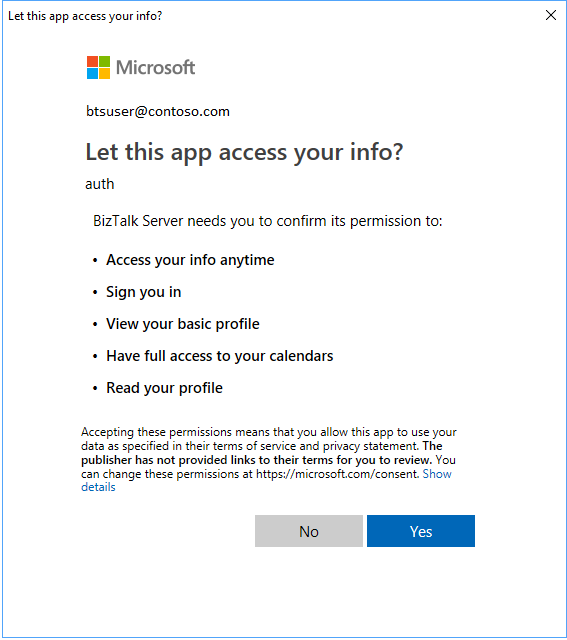 Let this app access your info?
Microsoft
btsuser@contoso.com
Let this app access your info?
auth
BizTalk Server needs you to confirm its permission to:
• Access your info anytime
• Sign you in
• View your basic profile
• Have full access to your calendars
• Read your profile
Accepting these permissions means that you allow this app to use your
data as specified in their terms of service and privacy statement. The
publisher has not provided links to their terms for you to review. You
can change these permissions at https://microsoft.com/consent. Show
details
No Yes